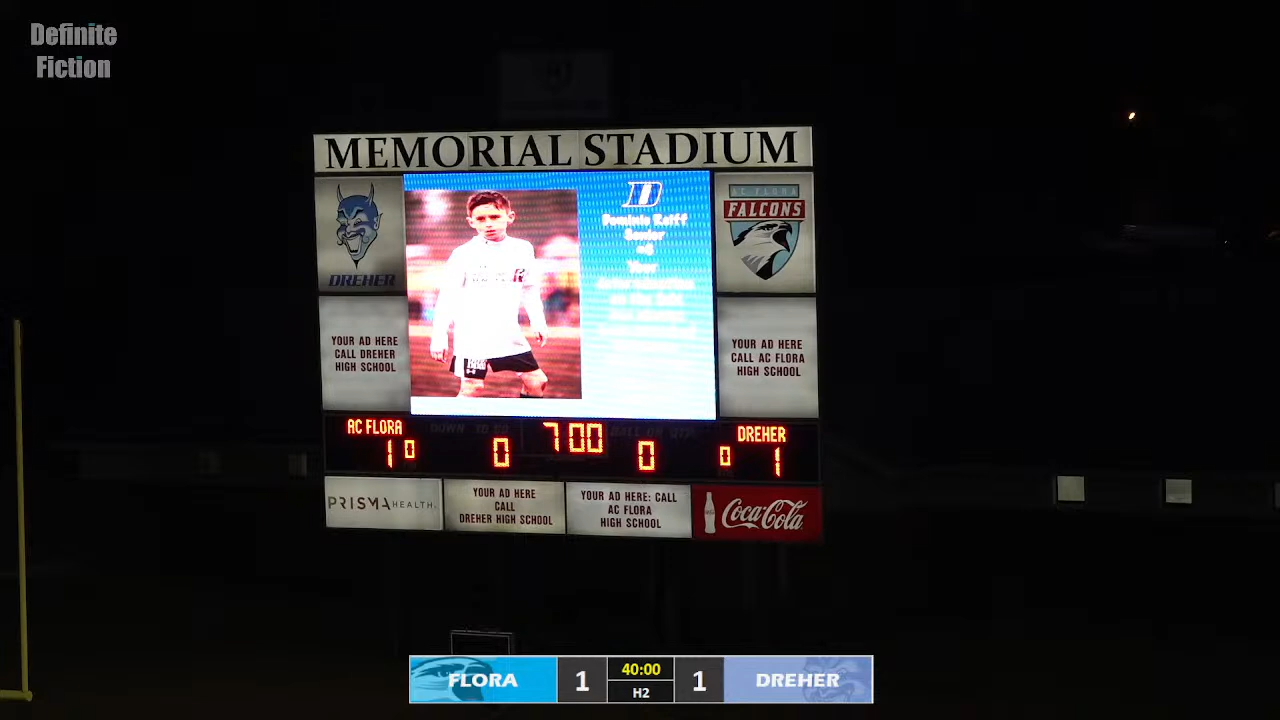 Definite
Fiction
MEMORIAL STADIUM
DREHER
AC FLORA
FALCONS
D
Senior
YOUR AD HERE
CALL DREHER
HIGH SCHOOL
YOUR AD HERE
CALL AC FLORA
HIGH SCHOOL
AC FLORA
DREHER
1 0 0 7 00 0 0 1
PRISMA HEALTH.
YOUR AD HERE
CALL
DREHER HIGH SCHOOL
YOUR AD HERE: CALL
AC FLORA
HIGH SCHOOL
Coca-Cola
FLORA 1 40:00 1 DREHER
H2